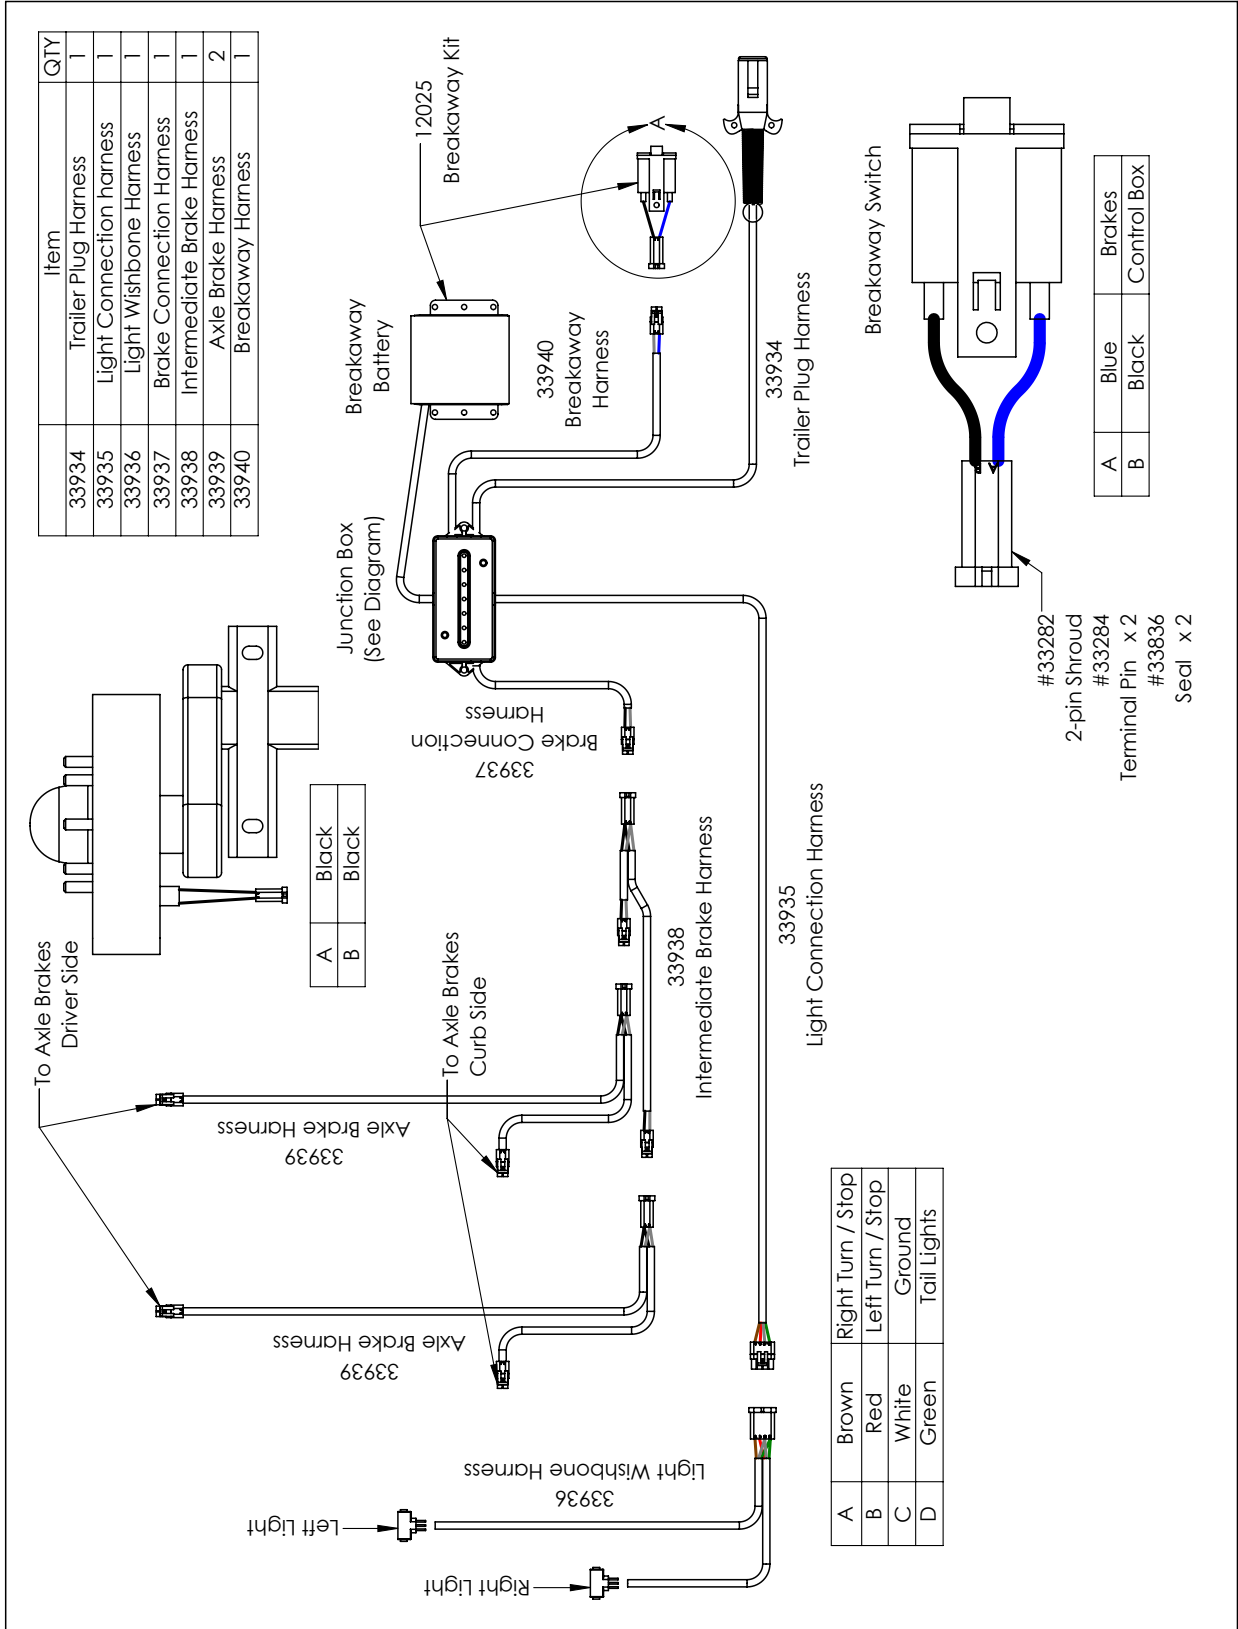 Item QTY
33934 Trailer Plug Harness 1
33935 Light Connection harness 1
33936 Light Wishbone Harness 1
33937 Brake Connection Harness 1
33938 Intermediate Brake Harness 1
33939 Axle Brake Harness 2
33940 Breakaway Harness 1
12025
Breakaway Kit
Breakaway
Battery
A
33940
Breakaway
Harness
33934
Trailer Plug Harness
Junction Box
(See Diagram)
33937
Brake Connection
Harness
A Black
B Black
To Axle Brakes
Driver Side
To Axle Brakes
Curb Side
33939
Axle Brake Harness
33939
Axle Brake Harness
33938
Intermediate Brake Harness
33935
Light Connection Harness
33936
Light Wishbone Harness
Left Light
Right Light
A Brown Right Turn / Stop
B Red Left Turn / Stop
C White Ground
D Green Tail Lights
Breakaway Switch
A Blue Brakes
B Black Control Box
#33282
2-pin Shroud
#33284
Terminal Pin x 2
#33836
Seal x 2